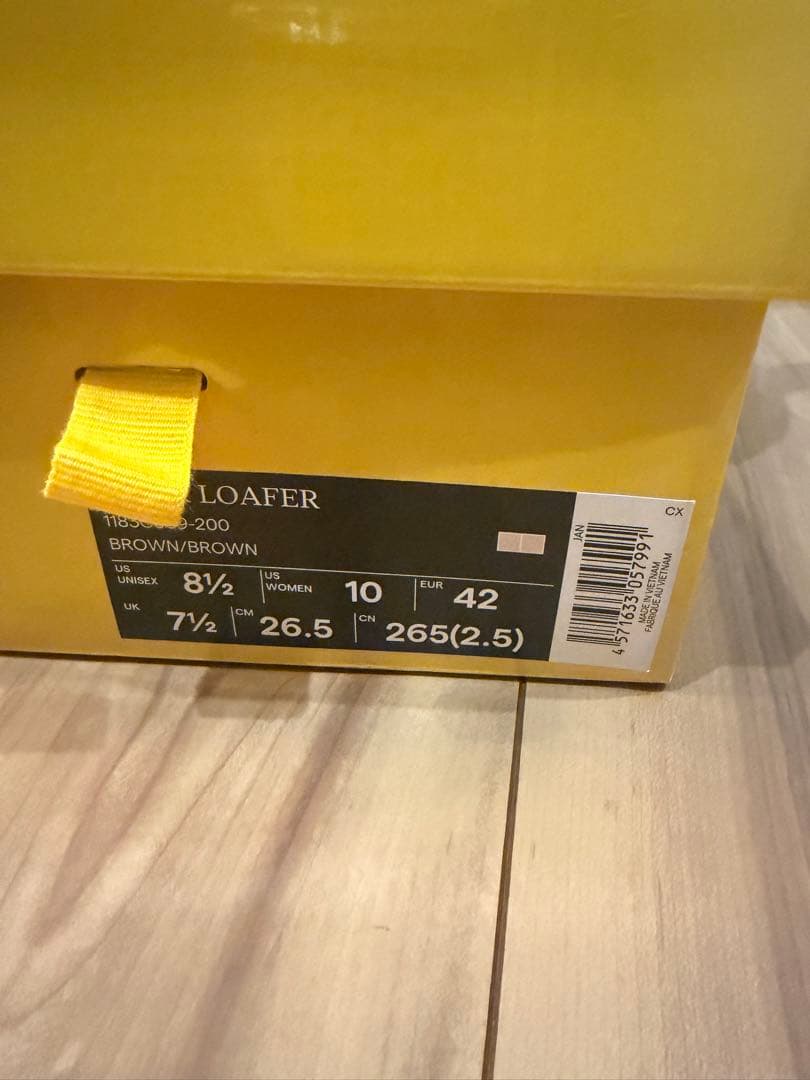 LOAFER
BROWN/BROWN
US UNISEX 8½ US WOMEN 10 EUR 42
UK 7½ CM 26.5 CN 265(2.5)
JAN
4 571633 057991
MADE IN VIETNAM
FABRIQUÉ AU VIETNAM
CX